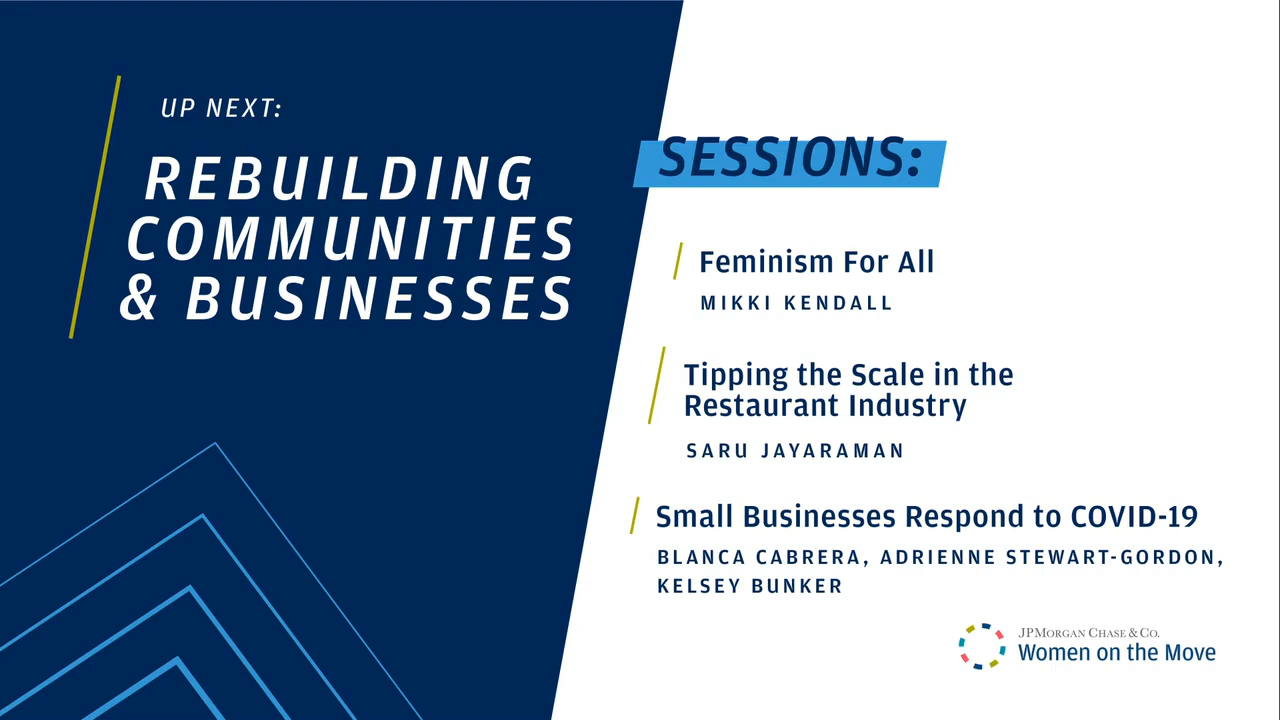 UP NEXT:
REBUILDING
COMMUNITIES
& BUSINESSES
SESSIONS:
Feminism For All
MIKKI KENDALL
Tipping the Scale in the
Restaurant Industry
SARU JAYARAMAN
Small Businesses Respond to COVID-19
BLANCA CABRERA, ADRIENNE STEWART-GORDON,
KELSEY BUNKER
JPMORGAN CHASE & CO.
Women on the Move